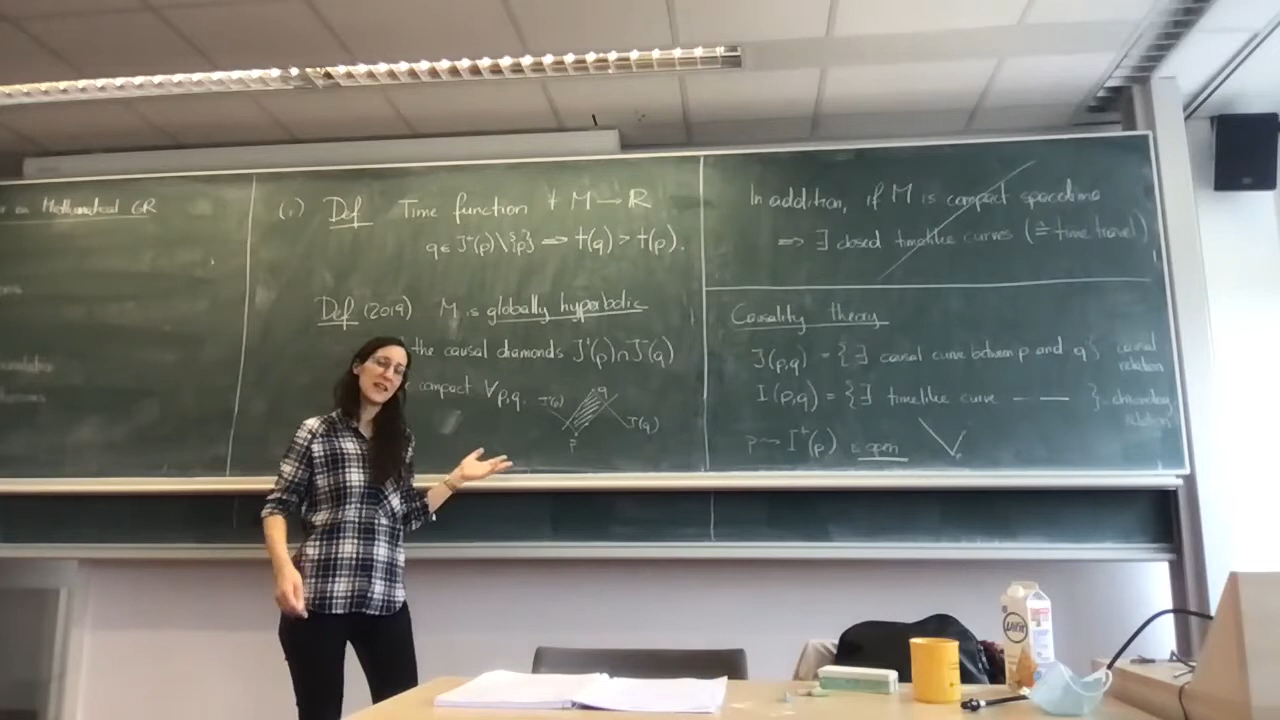 on Mathematical GR
(1) Def Time function t M → R
q ∈ J⁺(p) \ {p} ⟹ t(q) > t(p).
Def (2019) M is globally hyperbolic
the causal diamonds J⁺(p) ∩ J⁻(q)
compact ∀ p,q.
q
J(q)
p
In addition, if M is compact spacetime
⟹ ∃ closed timelike curves (≙ time travel)
Causality theory
J(p,q) = {∃ causal curve between p and q} causal relation
I(p,q) = {∃ timelike curve — — } relation
p ⇝ I⁺(p) is open